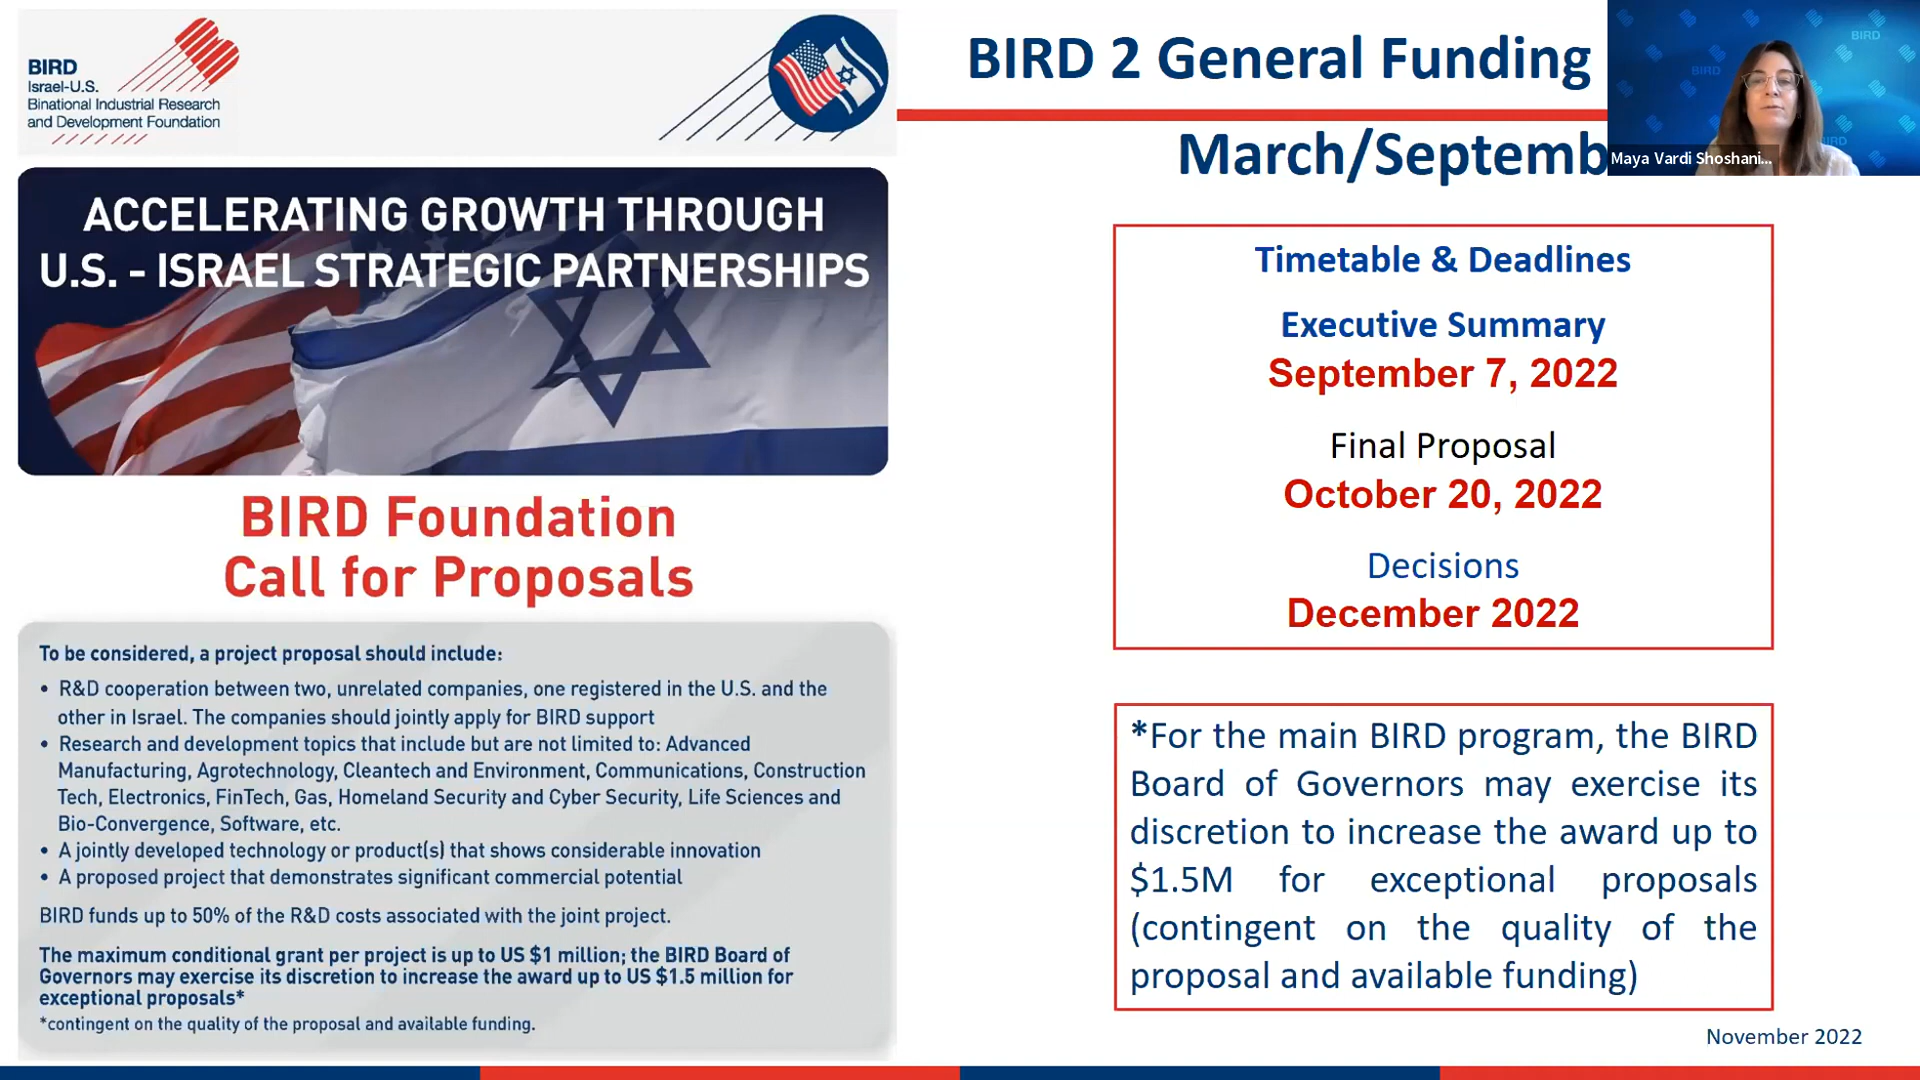 BIRD
Israel-U.S.
Binational Industrial Research
and Development Foundation
ACCELERATING GROWTH THROUGH
U.S. - ISRAEL STRATEGIC PARTNERSHIPS
BIRD Foundation
Call for Proposals
To be considered, a project proposal should include:
• R&D cooperation between two, unrelated companies, one registered in the U.S. and the
other in Israel. The companies should jointly apply for BIRD support
• Research and development topics that include but are not limited to: Advanced
Manufacturing, Agrotechnology, Cleantech and Environment, Communications, Construction
Tech, Electronics, FinTech, Gas, Homeland Security and Cyber Security, Life Sciences and
Bio-Convergence, Software, etc.
• A jointly developed technology or product(s) that shows considerable innovation
• A proposed project that demonstrates significant commercial potential
BIRD funds up to 50% of the R&D costs associated with the joint project.
The maximum conditional grant per project is up to US $1 million; the BIRD Board of
Governors may exercise its discretion to increase the award up to US $1.5 million for
exceptional proposals*
*contingent on the quality of the proposal and available funding.
BIRD 2 General Funding
March/Septemb
BIRD
BIRD
BIRD
Maya Vardi Shoshani...
Timetable & Deadlines
Executive Summary
September 7, 2022
Final Proposal
October 20, 2022
Decisions
December 2022
*For the main BIRD program, the BIRD
Board of Governors may exercise its
discretion to increase the award up to
$1.5M for exceptional proposals
(contingent on the quality of the
proposal and available funding)
November 2022